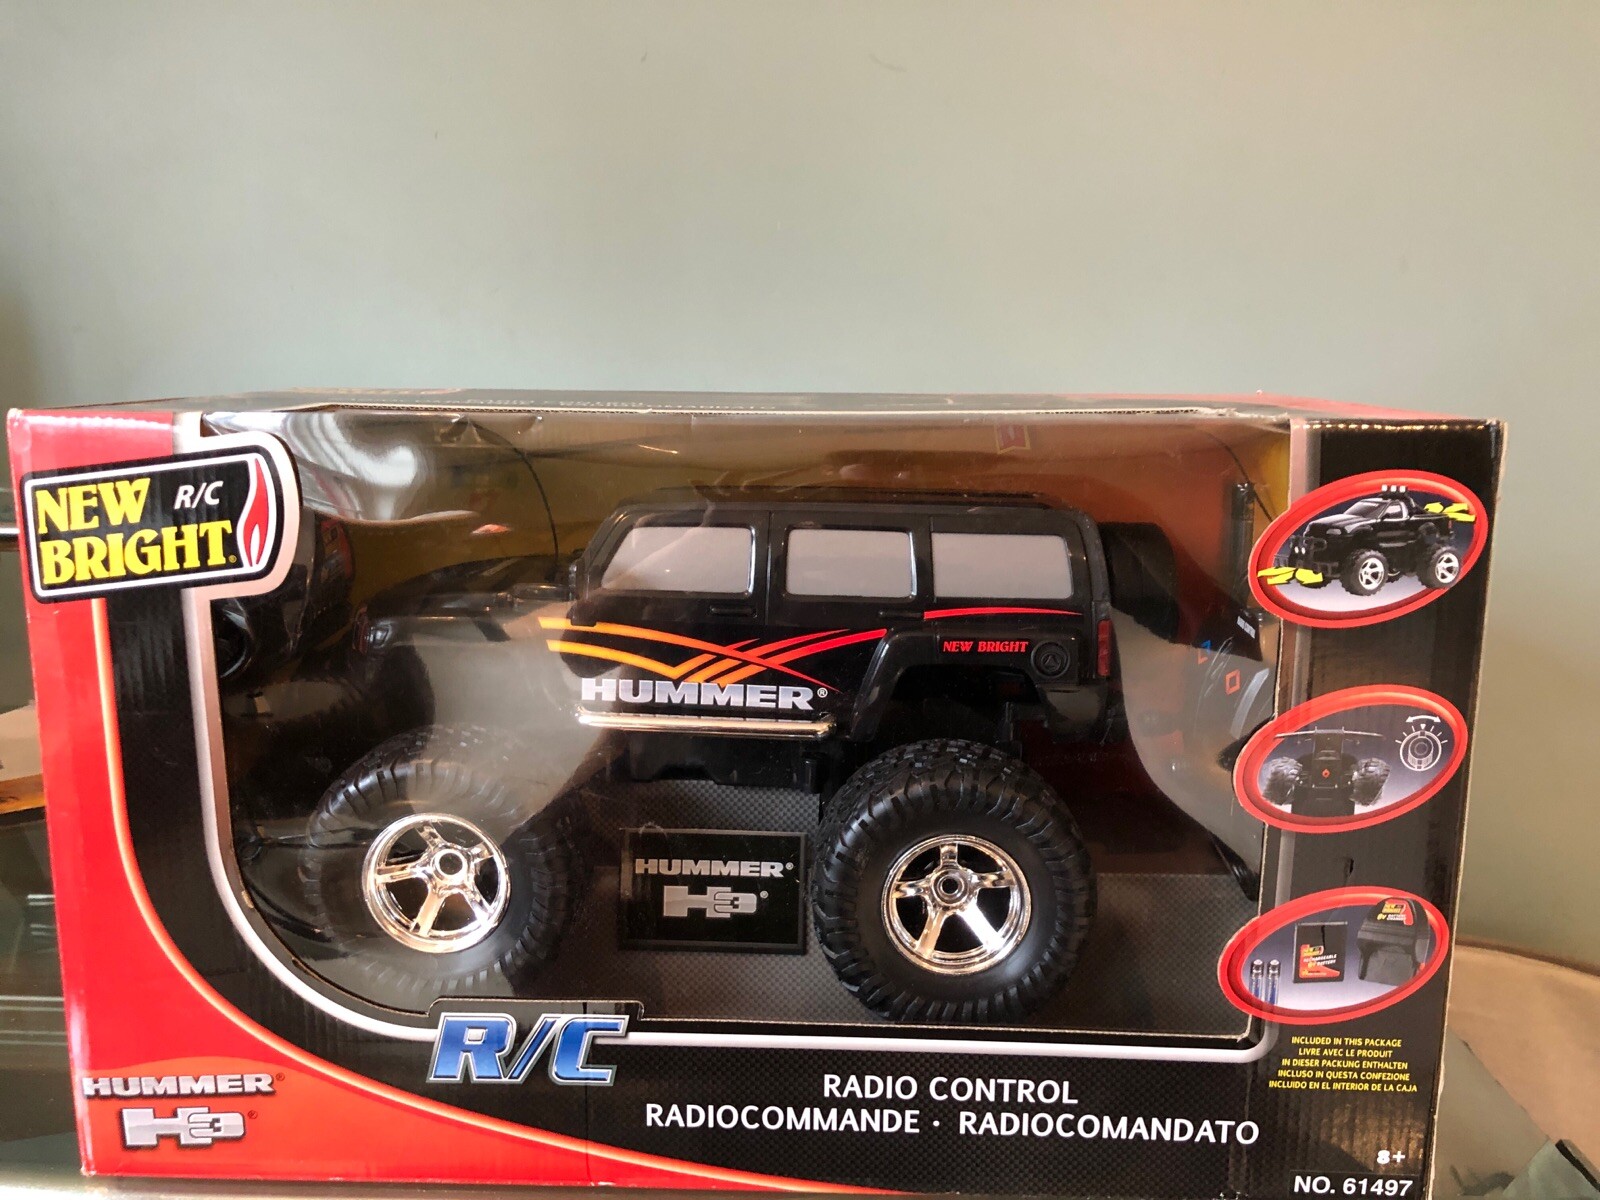 NEW R/C
BRIGHT®
HUMMER®
NEW BRIGHT
HUMMER®
H3®
R/C
RADIO CONTROL
RADIOCOMMANDE · RADIOCOMANDATO
HUMMER®
H3®
INCLUDED IN THIS PACKAGE
LIVRE AVEC LE PRODUIT
IN DIESER PACKUNG ENTHALTEN
INCLUSO IN QUESTA CONFEZIONE
INCLUIDO EN EL INTERIOR DE LA CAJA
8+
NO. 61497